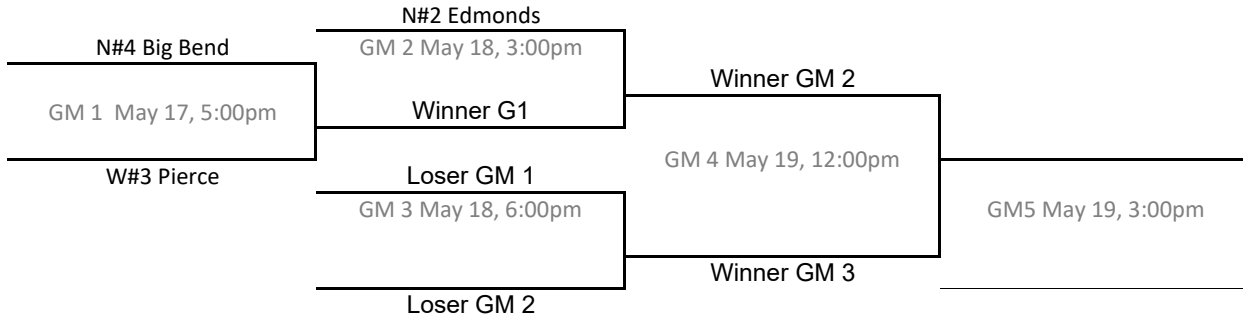 N#2 Edmonds
N#4 Big Bend
GM 2 May 18, 3:00pm
Winner GM 2
GM 1  May 17, 5:00pm
Winner G1
GM 4 May 19, 12:00pm
W#3 Pierce
Loser GM 1
GM 3 May 18, 6:00pm
GM5 May 19, 3:00pm
Winner GM 3
Loser GM 2